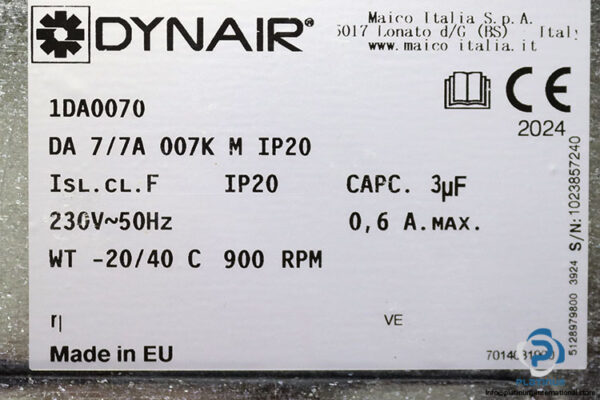 DYNAIR®
Maico Italia S.p.A.
5017 Lonato d/G (BS) Italy
www.maico italia.it
1DA0070
CE
2024
DA 7/7A 007K M IP20
ISL.CL.F IP20 CAPC. 3µF
230V~50Hz 0,6 A.MAX.
WT -20/40 C 900 RPM
VE
Made in EU
S/N:1023857240
5128979800 3924